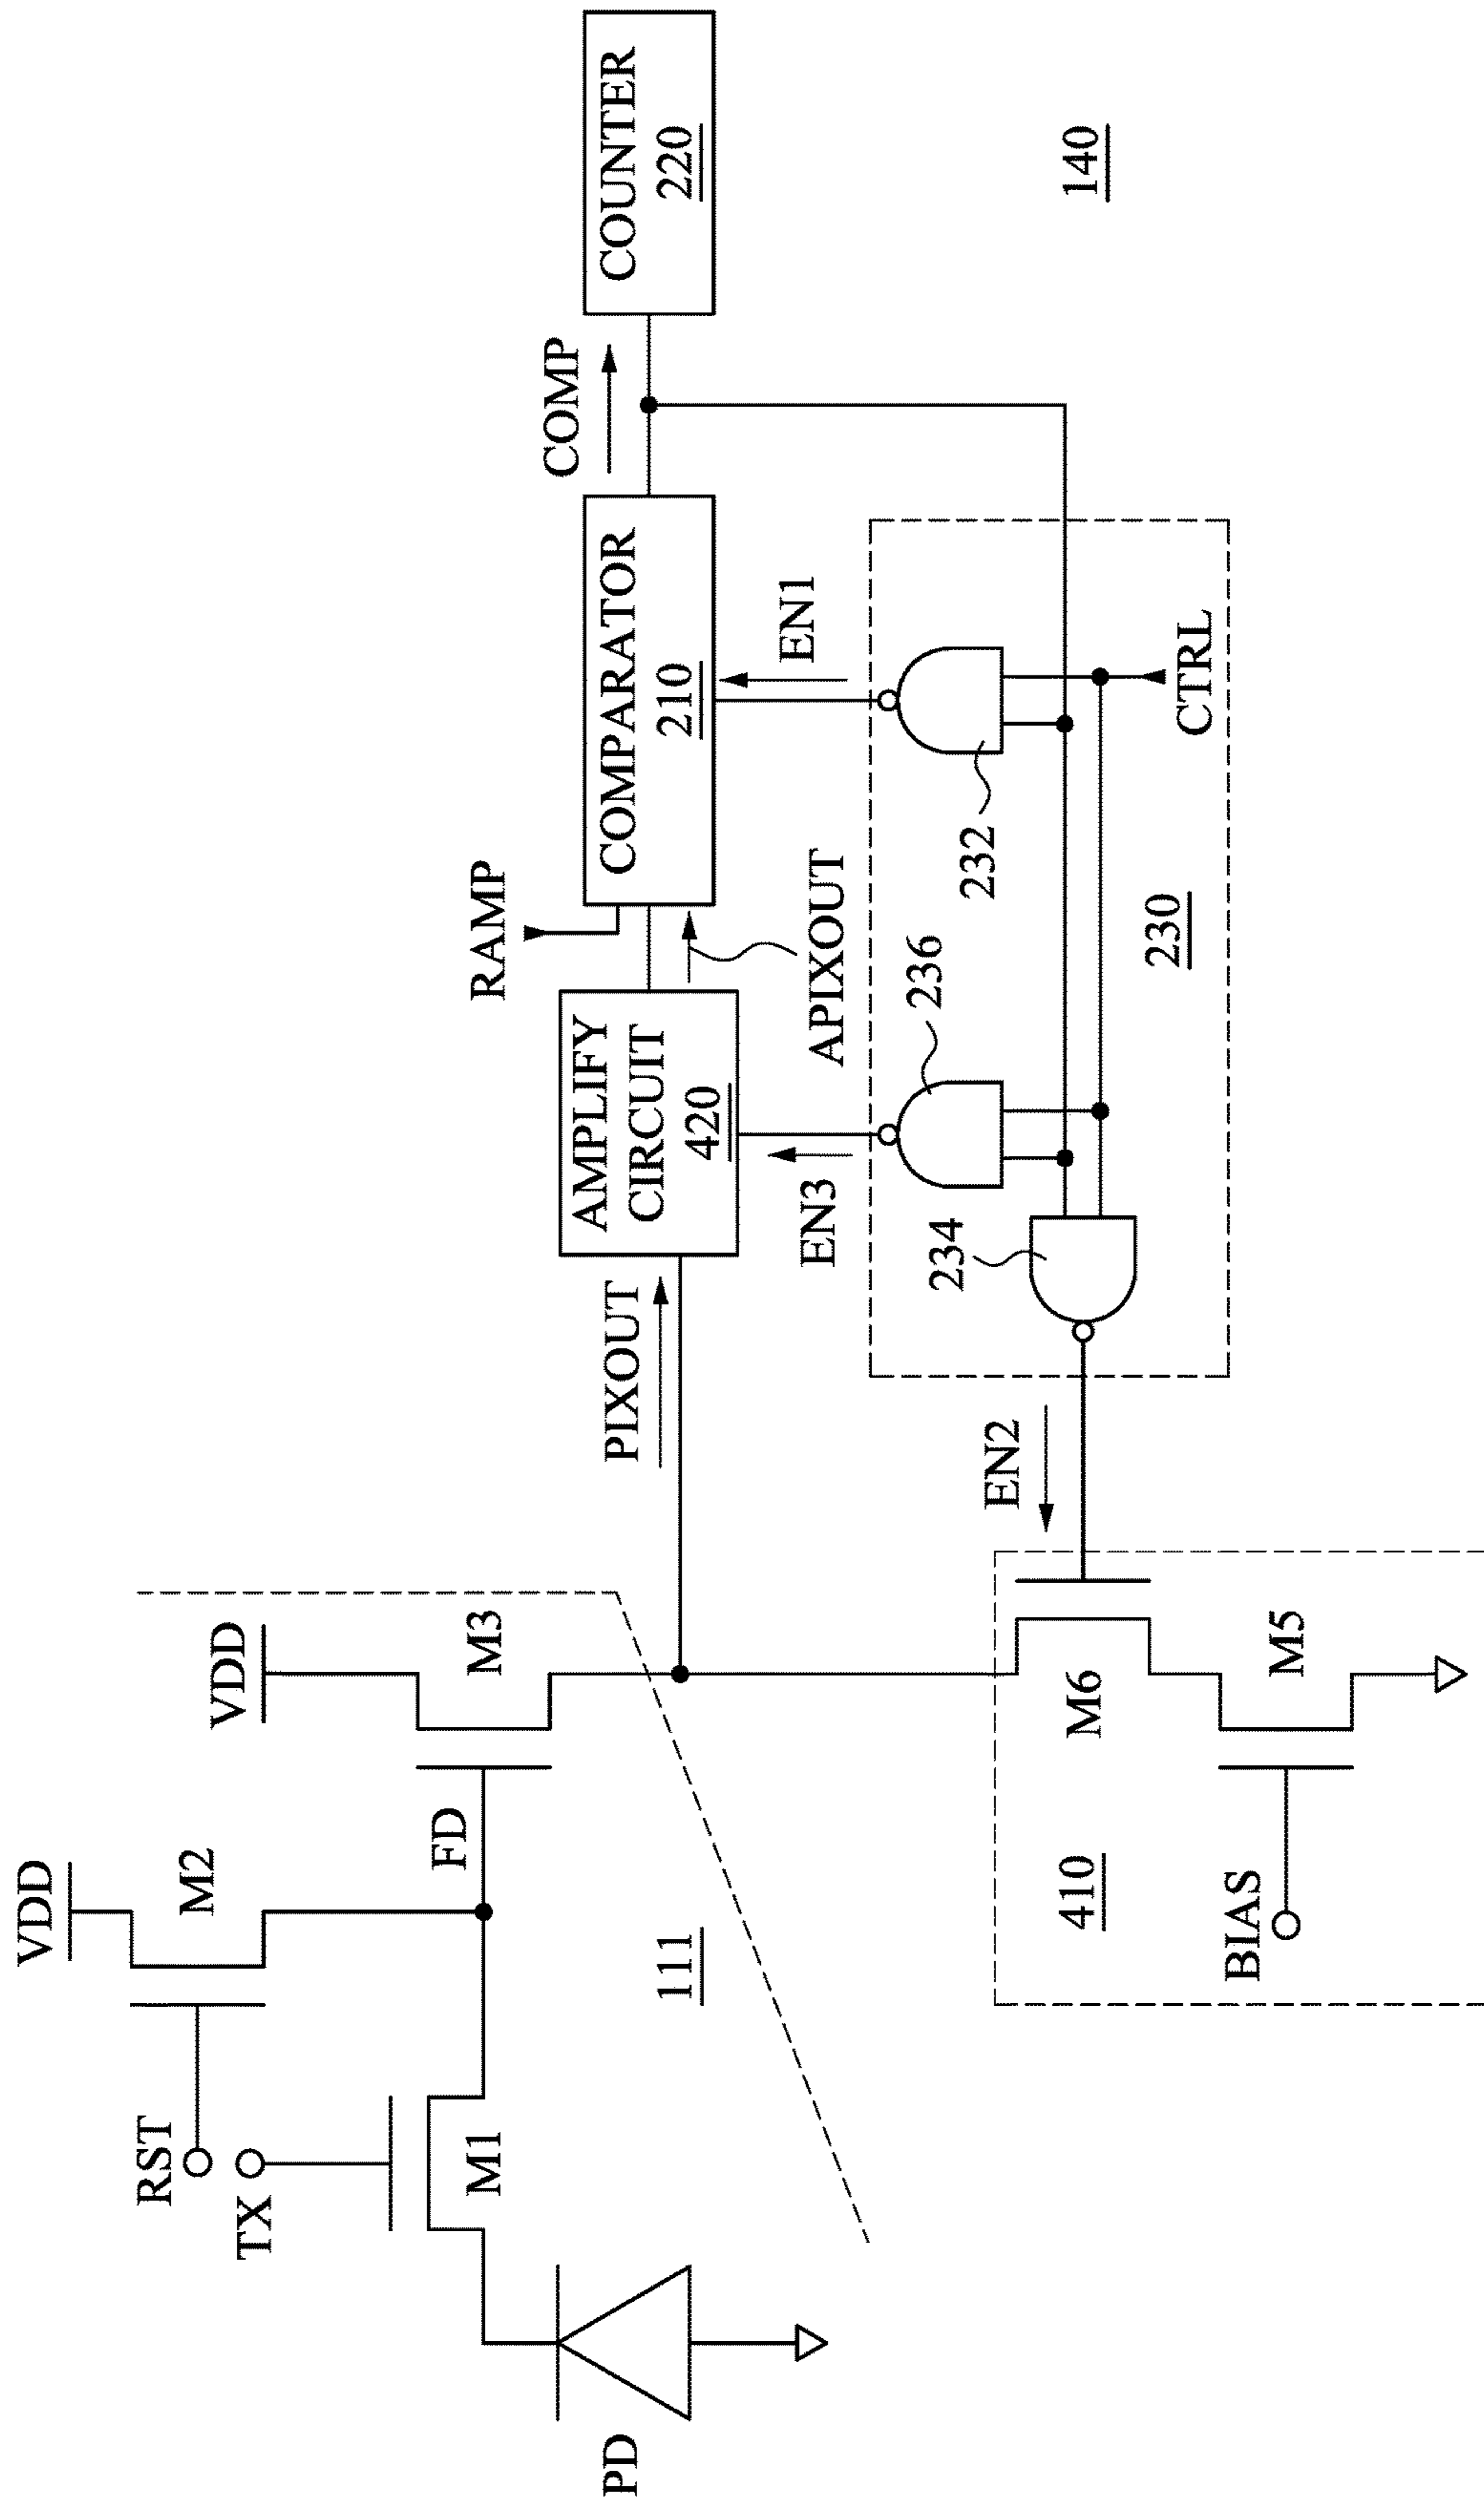 VDD
M2
VDD
RST
TX
FD
M3
M1
PD
111
PIXOUT
AMPLIFY
CIRCUIT
420
RAMP
APIXOUT
COMPARATOR
210
COMP
COUNTER
220
EN3
EN1
236
232
234
230
CTRL
EN2
M6
M5
410
BIAS
140